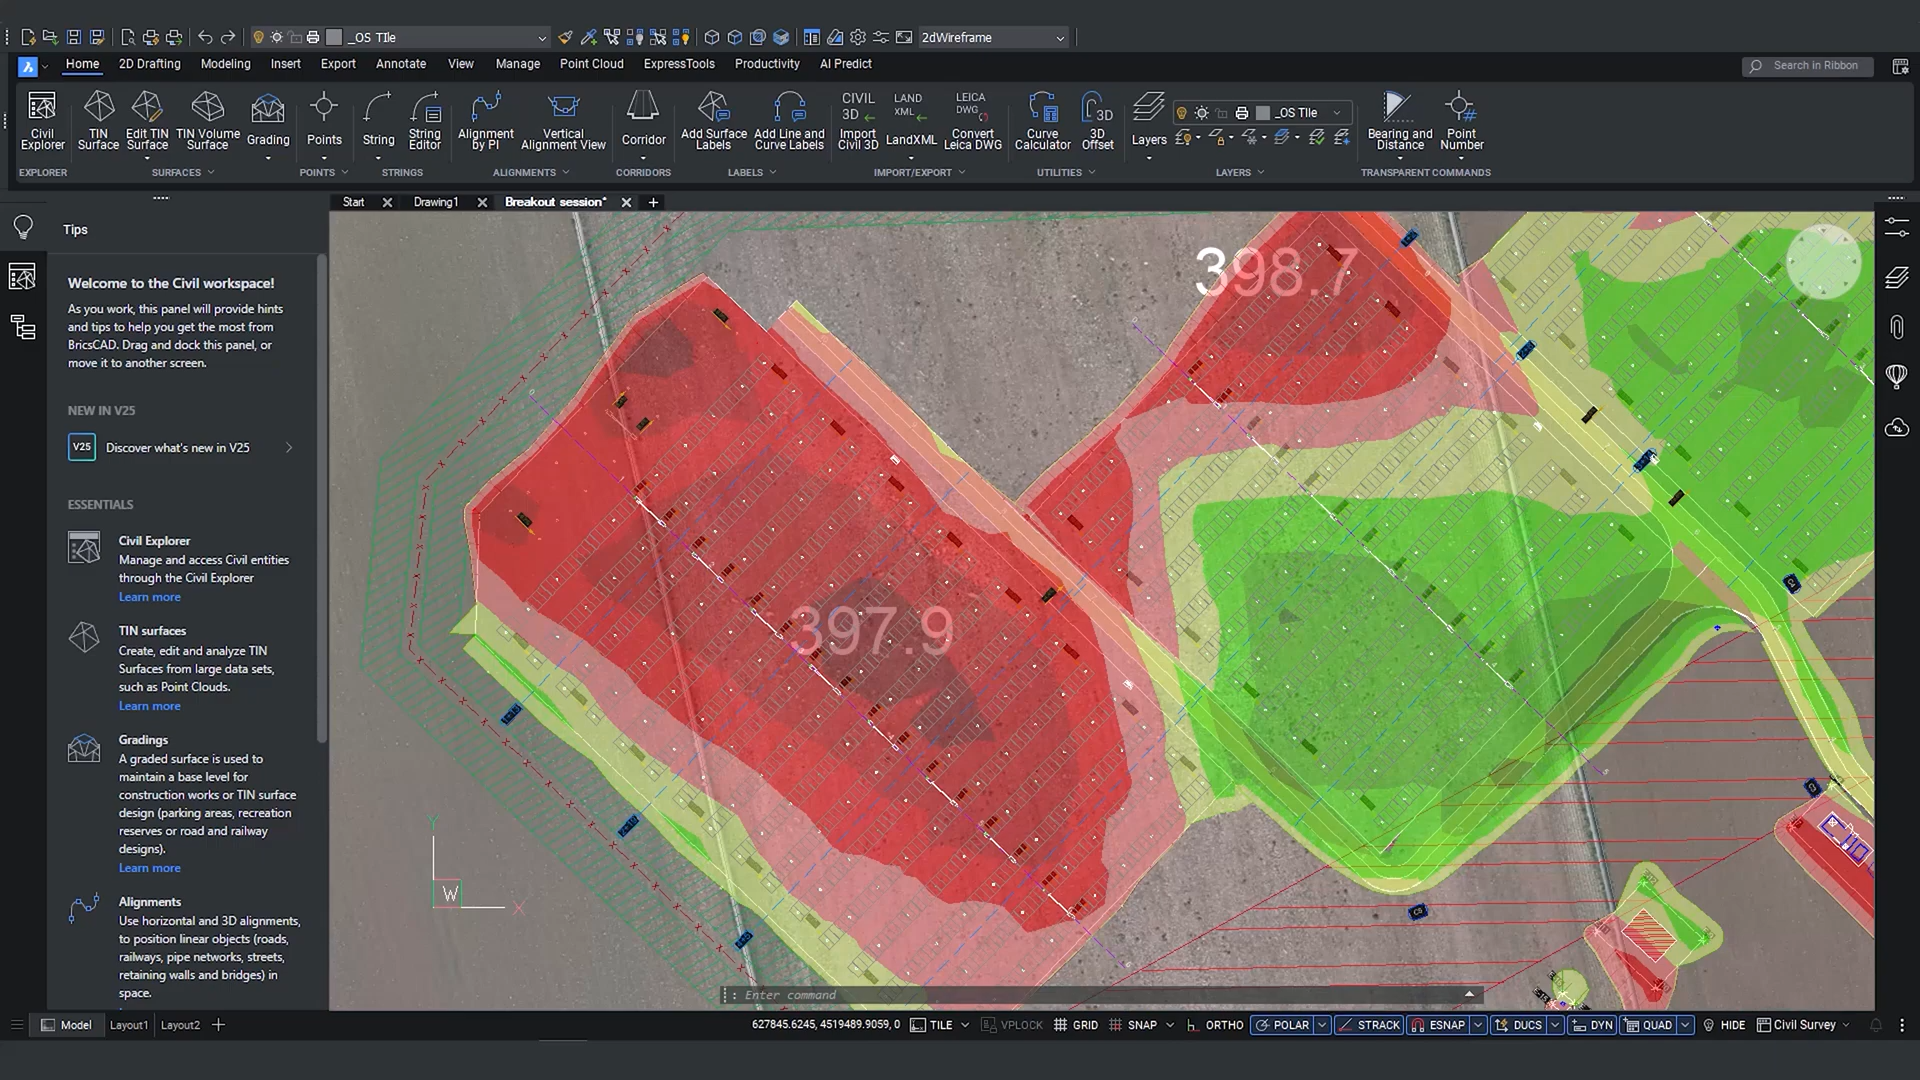 _OS TIle
2dWireframe
Home
2D Drafting
Modeling
Insert
Export
Annotate
View
Manage
Point Cloud
ExpressTools
Productivity
AI Predict
Search in Ribbon
Civil
Explorer
TIN
Surface
Edit TIN
Surface
TIN Volume
Surface
Grading
Points
String
String
Editor
Alignment
by PI
Vertical
Alignment View
Corridor
Add Surface
Labels
Add Line and
Curve Labels
CIVIL
3D
Import
Civil 3D
LAND
XML
LandXML
LEICA
DWG
Convert
Leica DWG
Curve
Calculator
3D
3D
Offset
Layers
_OS TIle
Bearing and
Distance
Point
Number
EXPLORER
SURFACES
POINTS
STRINGS
ALIGNMENTS
CORRIDORS
LABELS
IMPORT/EXPORT
UTILITIES
LAYERS
TRANSPARENT COMMANDS
Start
Drawing1
Breakout session*
Tips
Welcome to the Civil workspace!
As you work, this panel will provide hints
and tips to help you get the most from
BricsCAD. Drag and dock this panel, or
move it to another screen.
NEW IN V25
V25
Discover what's new in V25
ESSENTIALS
Civil Explorer
Manage and access Civil entities
through the Civil Explorer
Learn more
TIN surfaces
Create, edit and analyze TIN
Surfaces from large data sets,
such as Point Clouds.
Learn more
Gradings
A graded surface is used to
maintain a base level for
construction works or TIN surface
design (parking areas, recreation
reserves or road and railway
designs).
Learn more
Alignments
Use horizontal and 3D alignments,
to position linear objects (roads,
railways, pipe networks, streets,
retaining walls and bridges) in
space.
398.7
397.9
Y
W
X
: Enter command
Model
Layout1
Layout2
627845.6245, 4519489.9059, 0
TILE
VPLOCK
GRID
SNAP
ORTHO
POLAR
STRACK
ESNAP
DUCS
DYN
QUAD
HIDE
Civil Survey